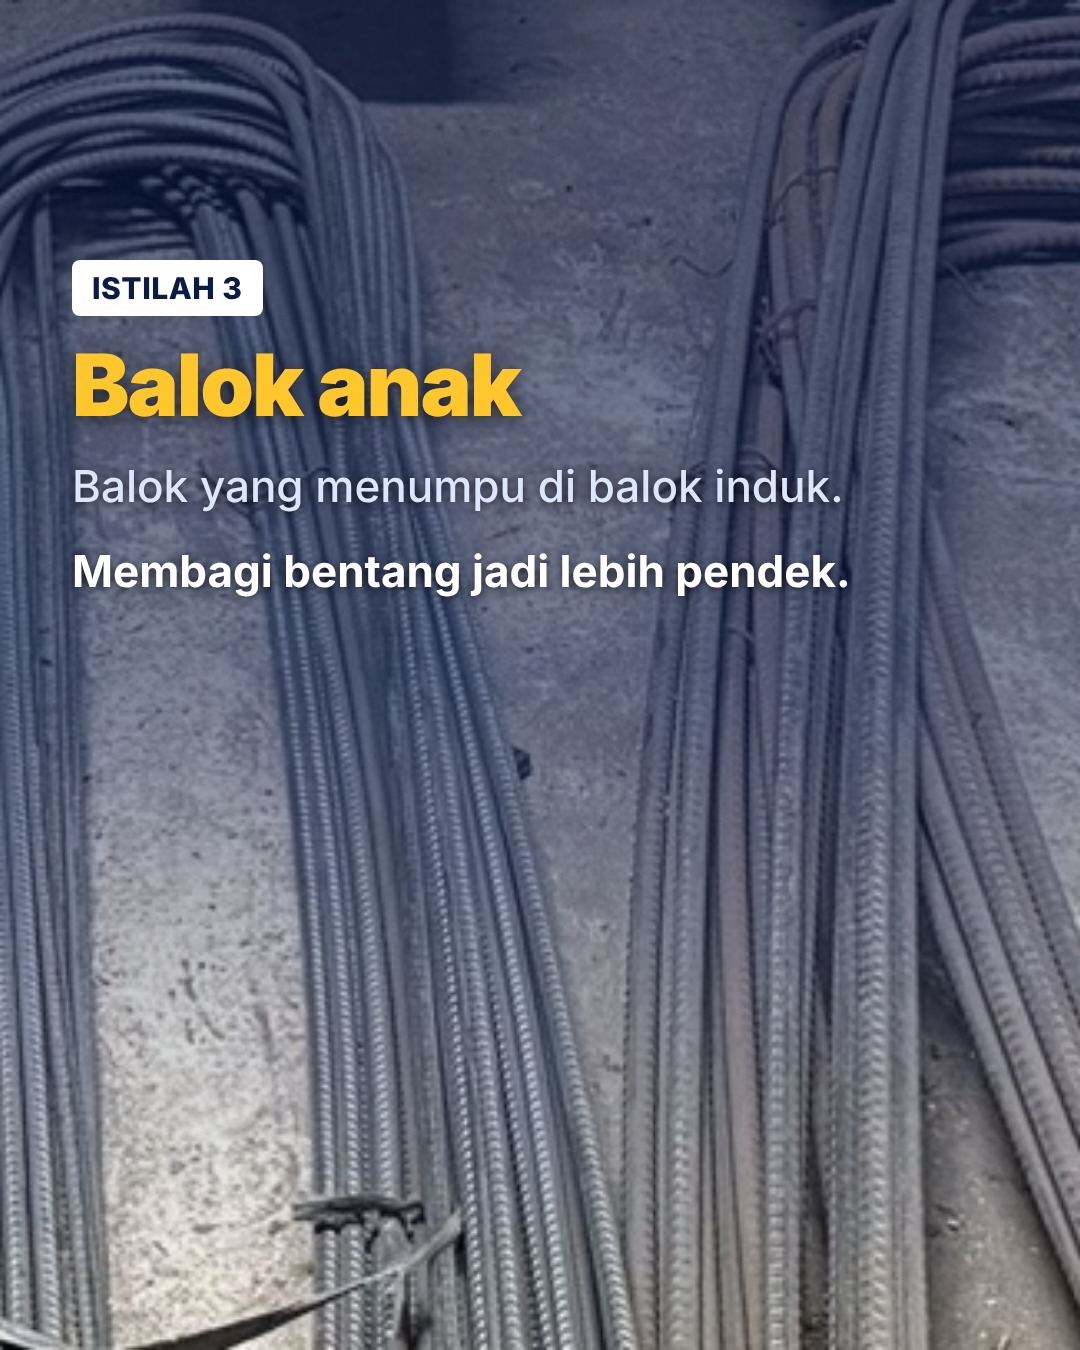 ISTILAH 3
Balok anak
Balok yang menumpu di balok induk.
Membagi bentang jadi lebih pendek.